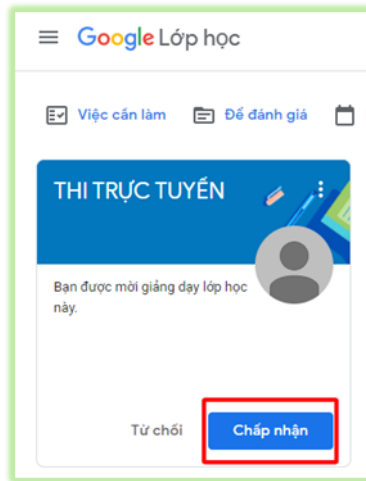 Google Lớp học
Việc cần làm Để đánh giá
THI TRỰC TUYẾN
Bạn được mời giảng dạy lớp học
này.
Từ chối Chấp nhận